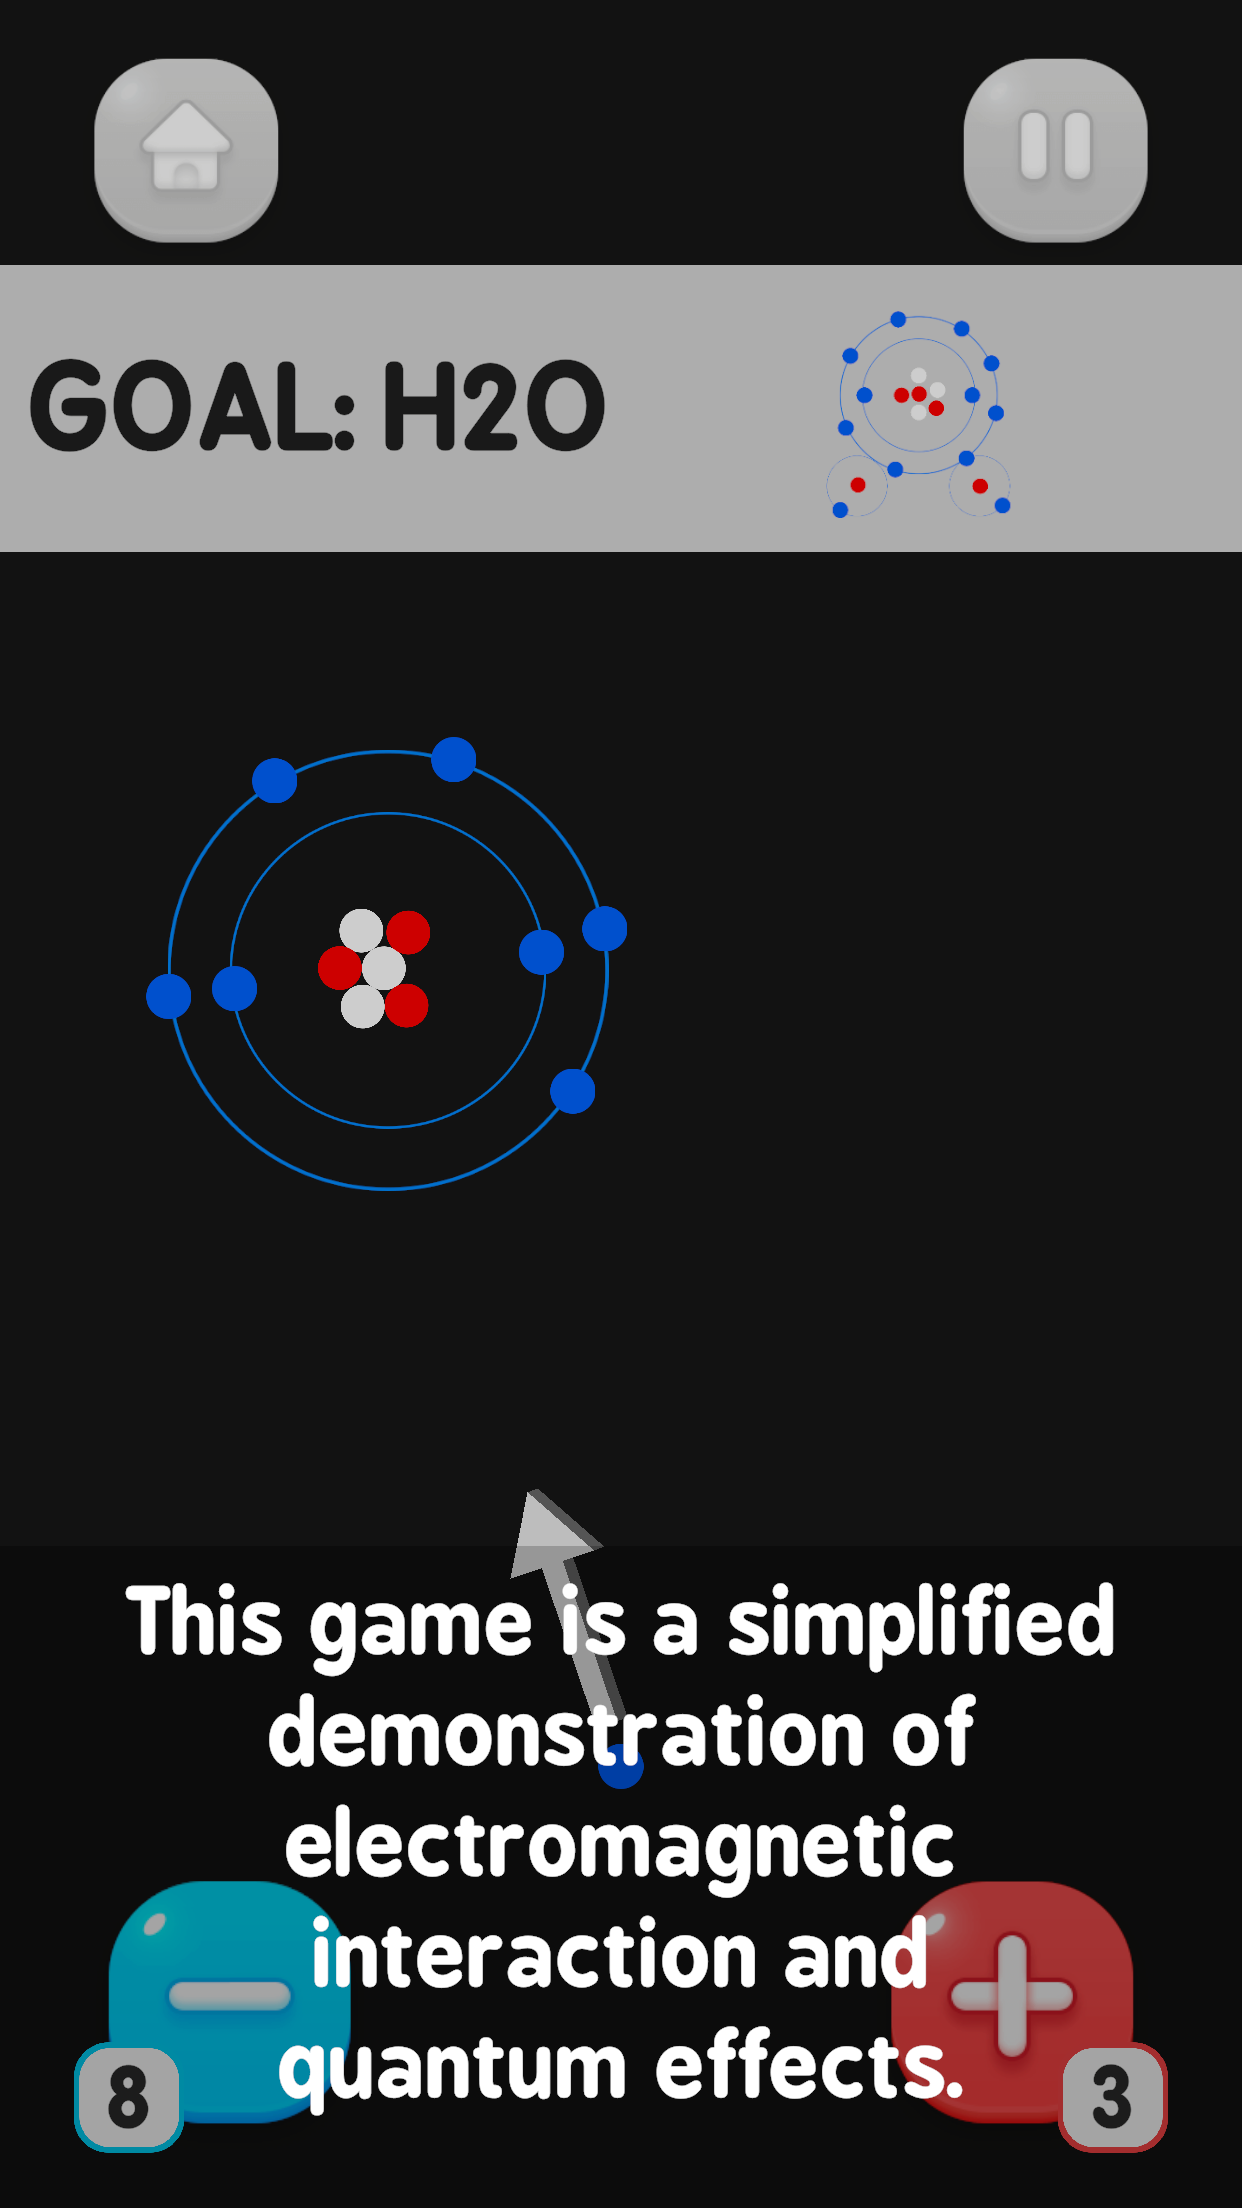 GOAL: H2O
This game is a simplified
demonstration of
electromagnetic
interaction and
quantum effects.
8
3